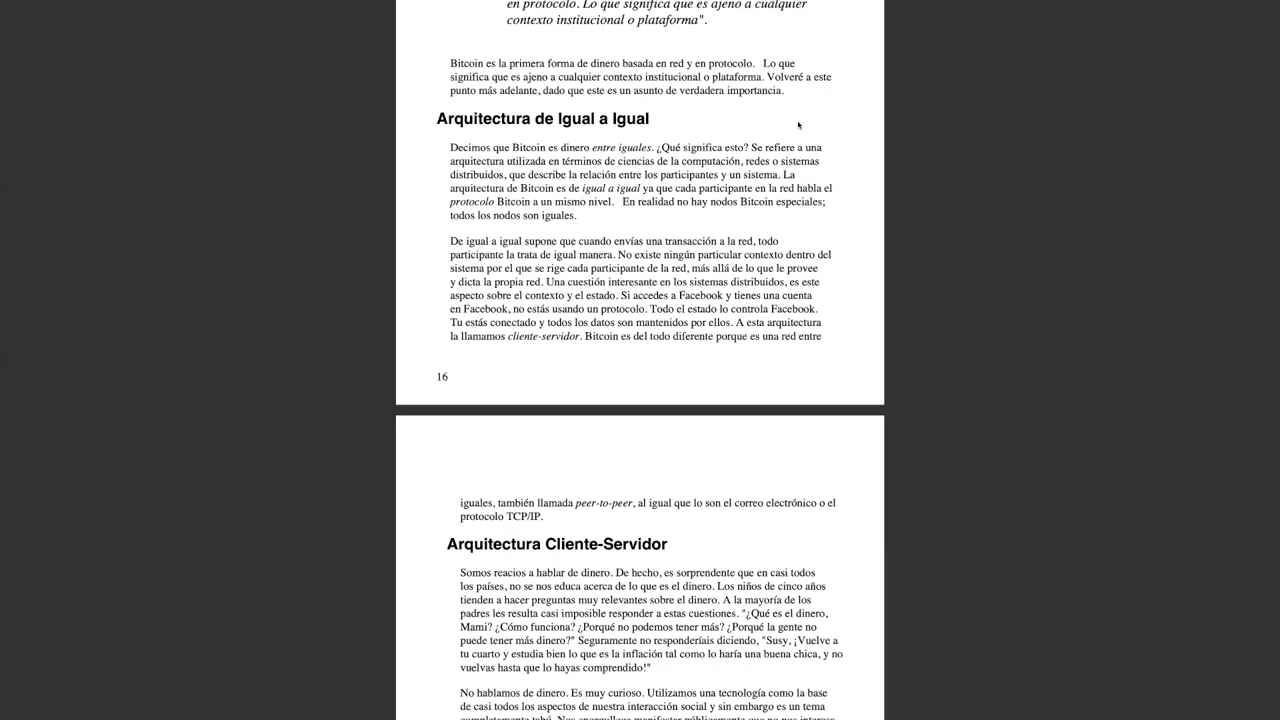 en protocolo. Lo que significa que es ajeno a cualquier
contexto institucional o plataforma".
Bitcoin es la primera forma de dinero basada en red y en protocolo. Lo que
significa que es ajeno a cualquier contexto institucional o plataforma. Volveré a este
punto más adelante, dado que este es un asunto de verdadera importancia.
Arquitectura de Igual a Igual
Decimos que Bitcoin es dinero entre iguales. ¿Qué significa esto? Se refiere a una
arquitectura utilizada en términos de ciencias de la computación, redes o sistemas
distribuidos, que describe la relación entre los participantes y un sistema. La
arquitectura de Bitcoin es de igual a igual ya que cada participante en la red habla el
protocolo Bitcoin a un mismo nivel. En realidad no hay nodos Bitcoin especiales;
todos los nodos son iguales.
De igual a igual supone que cuando envías una transacción a la red, todo
participante la trata de igual manera. No existe ningún particular contexto dentro del
sistema por el que se rige cada participante de la red, más allá de lo que le provee
y dicta la propia red. Una cuestión interesante en los sistemas distribuidos, es este
aspecto sobre el contexto y el estado. Si accedes a Facebook y tienes una cuenta
en Facebook, no estás usando un protocolo. Todo el estado lo controla Facebook.
Tu estás conectado y todos los datos son mantenidos por ellos. A esta arquitectura
la llamamos cliente-servidor. Bitcoin es del todo diferente porque es una red entre
16
iguales, también llamada peer-to-peer, al igual que lo son el correo electrónico o el
protocolo TCP/IP.
Arquitectura Cliente-Servidor
Somos reacios a hablar de dinero. De hecho, es sorprendente que en casi todos
los países, no se nos educa acerca de lo que es el dinero. Los niños de cinco años
tienden a hacer preguntas muy relevantes sobre el dinero. A la mayoría de los
padres les resulta casi imposible responder a estas cuestiones. "¿Qué es el dinero,
Mami? ¿Cómo funciona? ¿Porqué no podemos tener más? ¿Porqué la gente no
puede tener más dinero?" Seguramente no responderíais diciendo, "Susy, ¡Vuelve a
tu cuarto y estudia bien lo que es la inflación tal como lo haría una buena chica, y no
vuelvas hasta que lo hayas comprendido!"
No hablamos de dinero. Es muy curioso. Utilizamos una tecnología como la base
de casi todos los aspectos de nuestra interacción social y sin embargo es un tema
completamente tabú. Nos enorgullece manifestar públicamente que no nos interesa